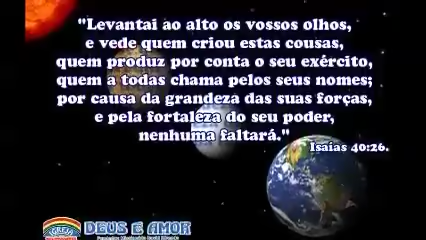 "Levantai ao alto os vossos olhos,
e vede quem criou estas cousas,
quem produz por conta o seu exército,
quem a todas chama pelos seus nomes;
por causa da grandeza das suas forças,
e pela fortaleza do seu poder,
nenhuma faltará."
Isaías 40:26.
IGREJA
DEUS E AMOR